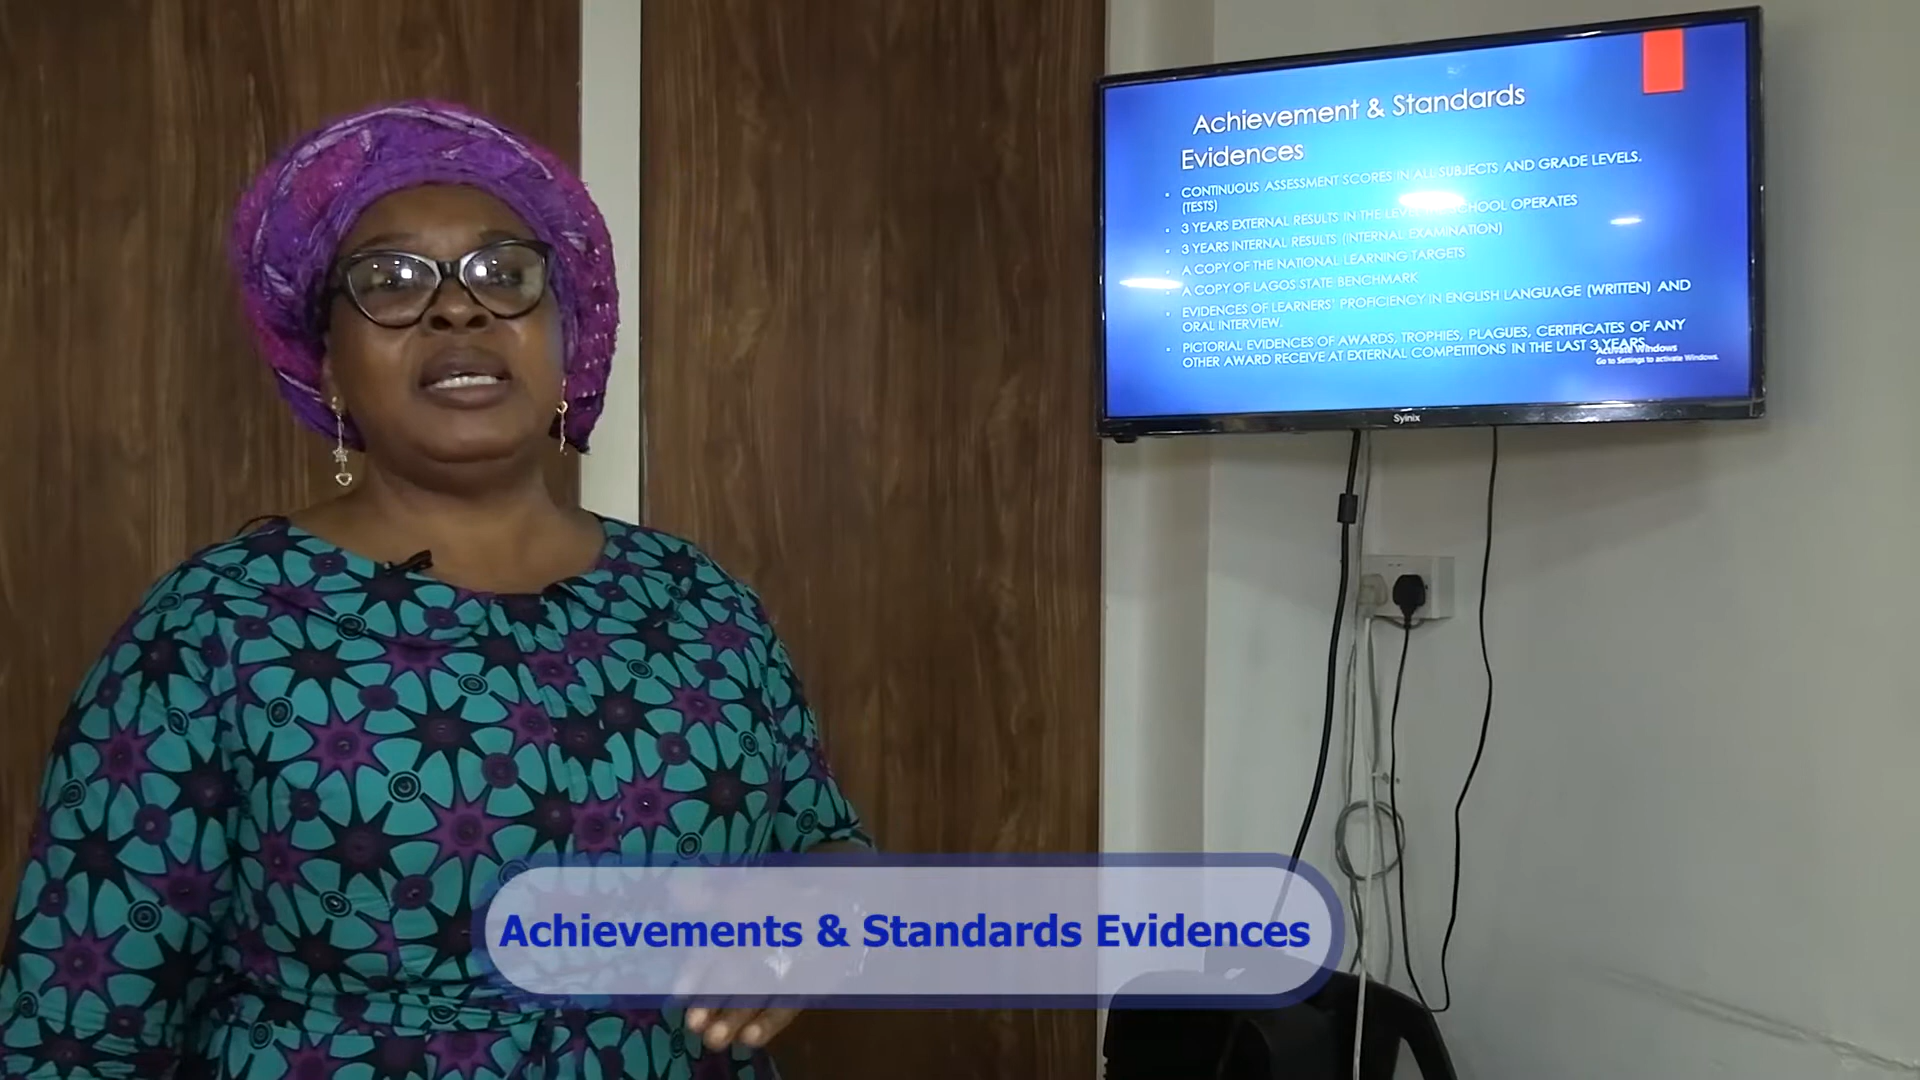 Achievement & Standards
Evidences
CONTINUOUS ASSESSMENT SCORES IN ALL SUBJECTS AND GRADE LEVELS.
(TESTS)
3 YEARS EXTERNAL RESULTS IN THE SCHOOL OPERATES
3 YEARS INTERNAL RESULTS (INTERNAL EXAMINATION)
A COPY OF THE NATIONAL LEARNING TARGETS
A COPY OF LAGOS STATE BENCHMARK
EVIDENCES OF LEARNERS' PROFICIENCY IN ENGLISH LANGUAGE (WRITTEN) AND
ORAL INTERVIEW.
PICTORIAL EVIDENCES OF AWARDS, TROPHIES, PLAGUES, CERTIFICATES OF ANY
OTHER AWARD RECEIVE AT EXTERNAL COMPETITIONS IN THE LAST 3 YEARS
Activate Windows
Go to Settings to activate Windows.
Syinix
Achievements & Standards Evidences